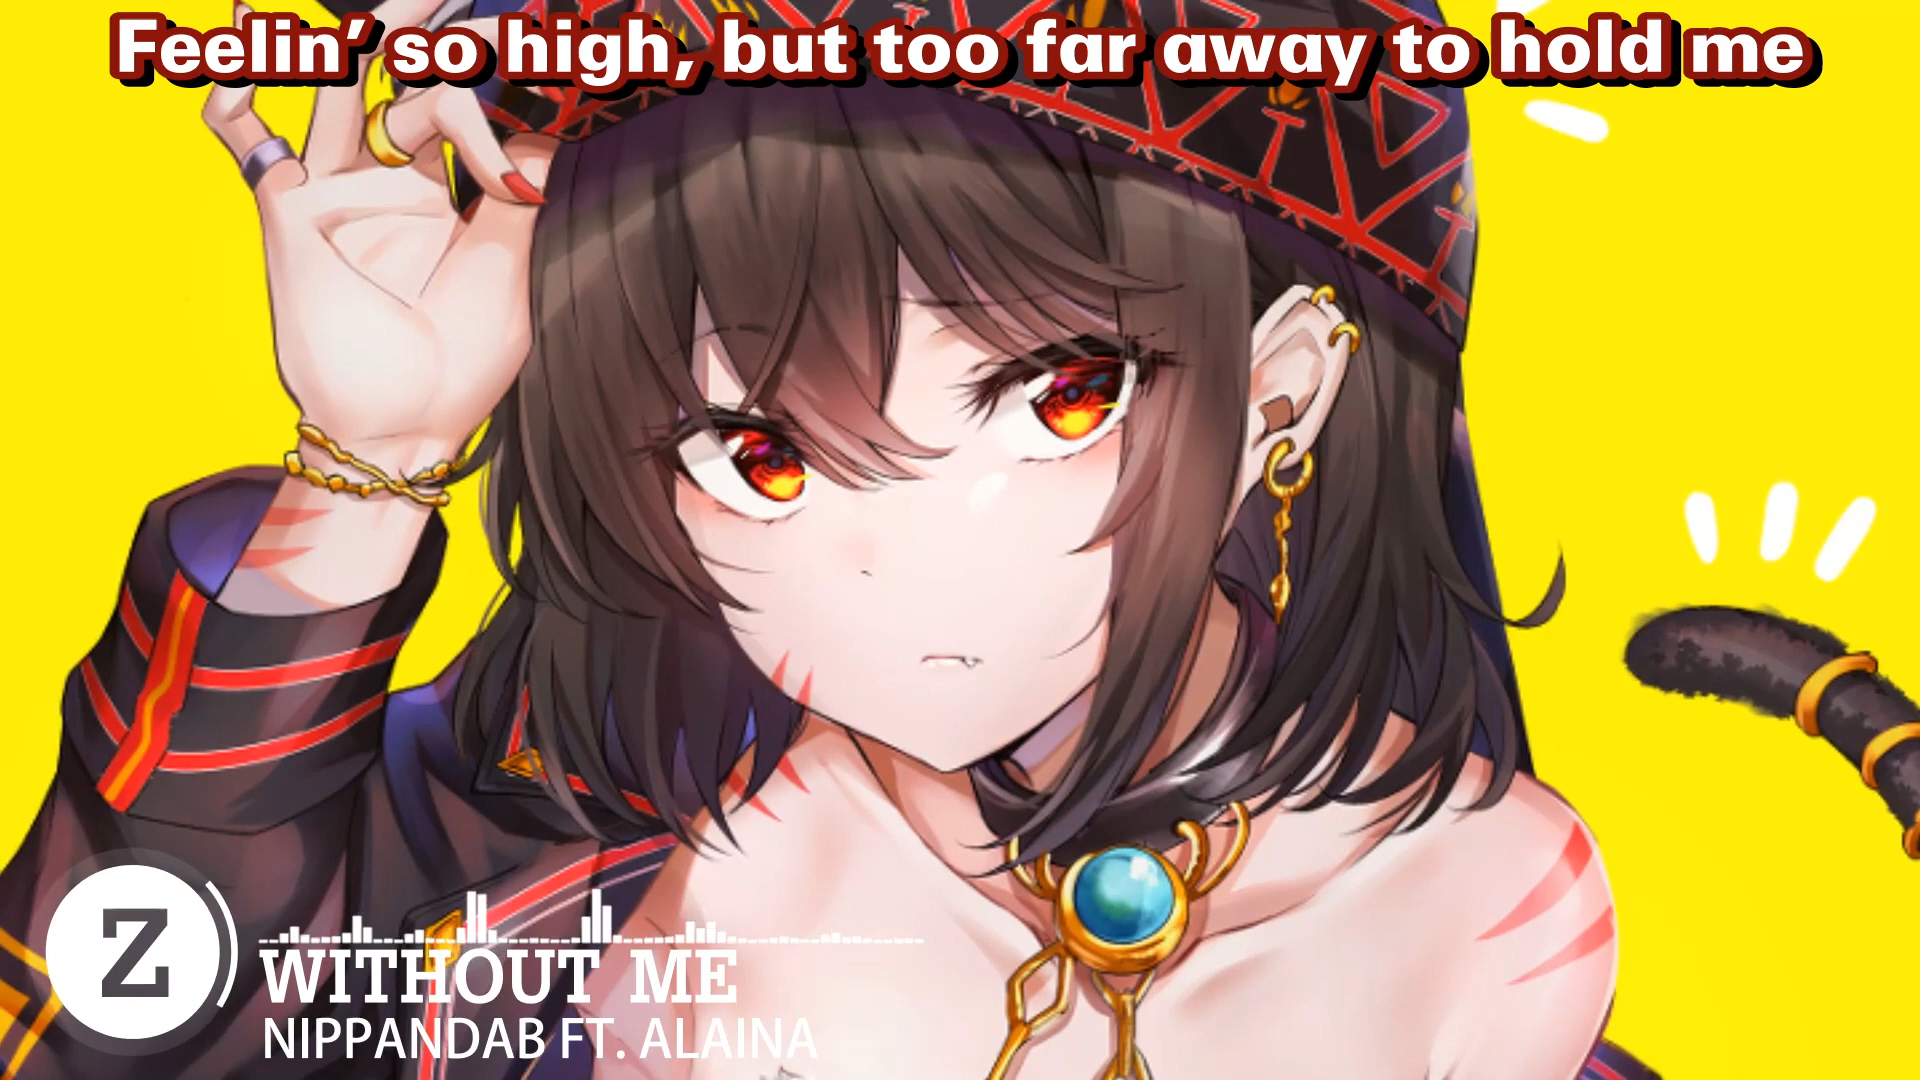 Feelin’ so high, but too far away to hold me
Z
WITHOUT ME
NIPPANDAB FT. ALAINA